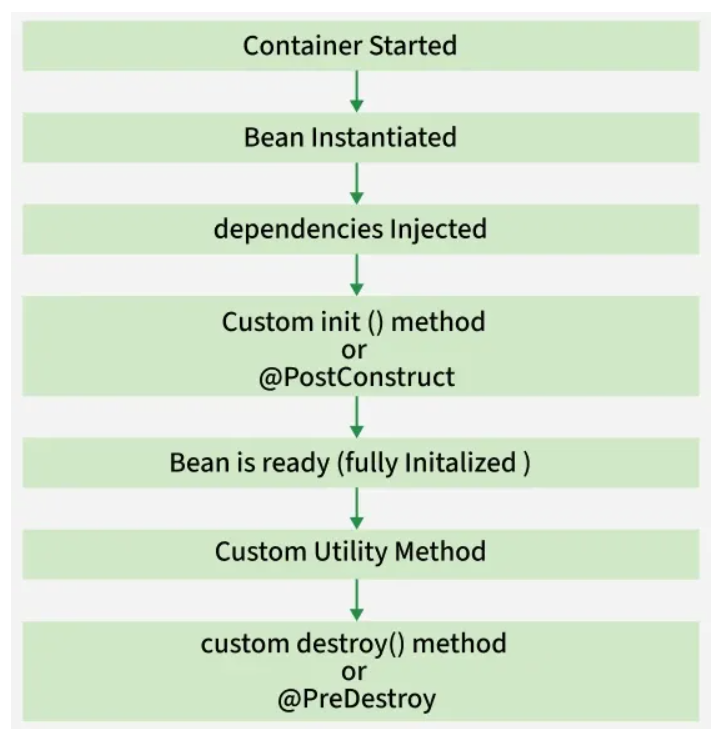 Container Started
Bean Instantiated
dependencies Injected
Custom init () method
or
@PostConstruct
Bean is ready (fully Initalized )
Custom Utility Method
custom destroy() method
or
@PreDestroy